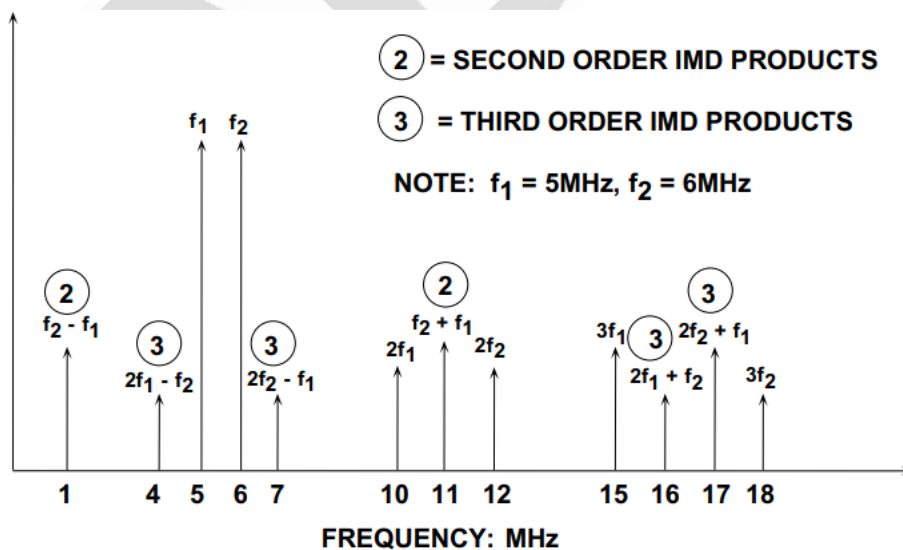 2 = SECOND ORDER IMD PRODUCTS
3 = THIRD ORDER IMD PRODUCTS
NOTE: f1 = 5MHz, f2 = 6MHz
f1 f2
2
f2 - f1
3
2f1 - f2
3
2f2 - f1
2
f2 + f1
2f1
2f2
3
2f2 + f1
3f1
3
2f1 + f2
3f2
1 4 5 6 7 10 11 12 15 16 17 18
FREQUENCY: MHz